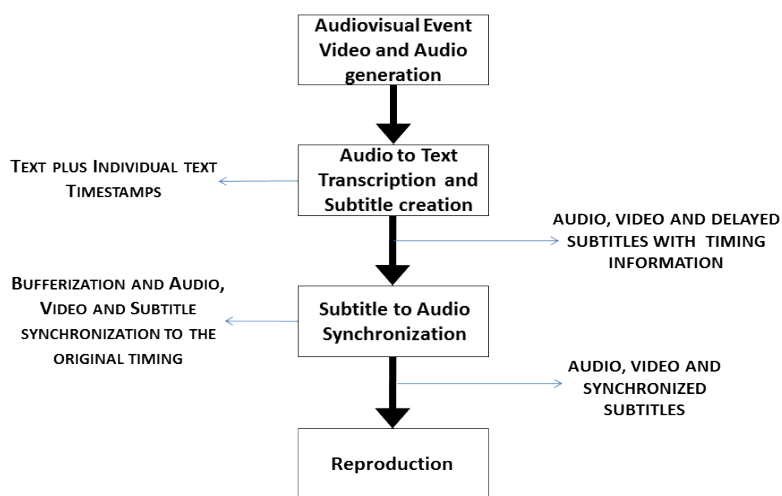 Audiovisual Event
Video and Audio
generation
Audio to Text
Transcription and
Subtitle creation
TEXT PLUS INDIVIDUAL TEXT
TIMESTAMPS
AUDIO, VIDEO AND DELAYED
SUBTITLES WITH TIMING
INFORMATION
BUFFERIZATION AND AUDIO,
VIDEO AND SUBTITLE
SYNCHRONIZATION TO THE
ORIGINAL TIMING
Subtitle to Audio
Synchronization
AUDIO, VIDEO AND
SYNCHRONIZED
SUBTITLES
Reproduction